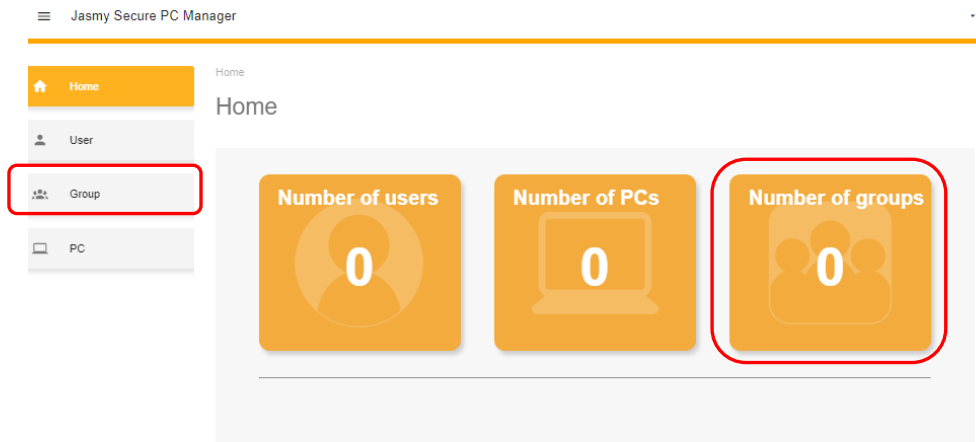 Jasmy Secure PC Manager
Home
User
Group
PC
Home
Home
Number of users
0
Number of PCs
0
Number of groups
0